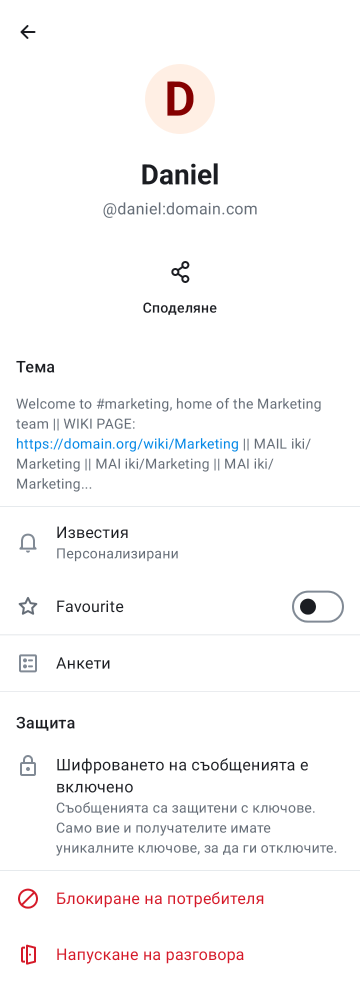 D
Daniel
@daniel:domain.com
Споделяне
Тема
Welcome to #marketing, home of the Marketing
team || WIKI PAGE:
https://domain.org/wiki/Marketing || MAIL iki/
Marketing || MAI iki/Marketing || MAI iki/
Marketing...
Известия
Персонализирани
Favourite
Анкети
Защита
Шифроването на съобщенията е
включено
Съобщенията са защитени с ключове.
Само вие и получателите имате
уникалните ключове, за да ги отключите.
Блокиране на потребителя
Напускане на разговора